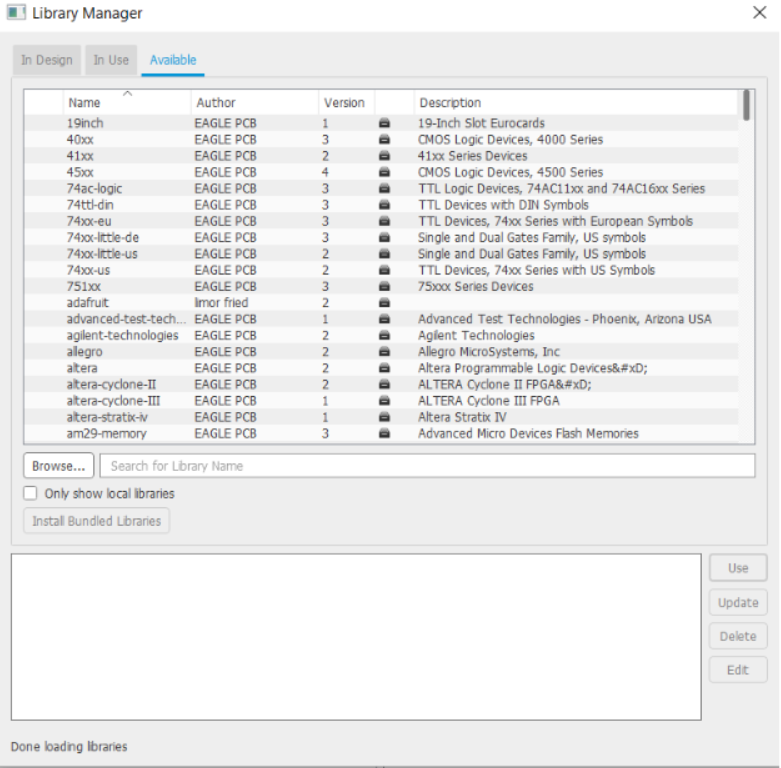 Library Manager
In Design In Use Available
Name Author Version Description
19inch EAGLE PCB 1 19-Inch Slot Eurocards
40xx EAGLE PCB 3 CMOS Logic Devices, 4000 Series
41xx EAGLE PCB 2 41xx Series Devices
45xx EAGLE PCB 4 CMOS Logic Devices, 4500 Series
74ac-logic EAGLE PCB 3 TTL Logic Devices, 74AC11xx and 74AC16xx Series
74ttl-din EAGLE PCB 3 TTL Devices with DIN Symbols
74xx-eu EAGLE PCB 3 TTL Devices, 74xx Series with European Symbols
74xx-little-de EAGLE PCB 3 Single and Dual Gates Family, US symbols
74xx-little-us EAGLE PCB 2 Single and Dual Gates Family, US symbols
74xx-us EAGLE PCB 2 TTL Devices, 74xx Series with US Symbols
751xx EAGLE PCB 3 75xxx Series Devices
adafruit limor fried 2
advanced-test-tech... EAGLE PCB 1 Advanced Test Technologies - Phoenix, Arizona USA
agilent-technologies EAGLE PCB 2 Agilent Technologies
allegro EAGLE PCB 2 Allegro MicroSystems, Inc
altera EAGLE PCB 2 Altera Programmable Logic Devices&#xD;
altera-cyclone-II EAGLE PCB 2 ALTERA Cyclone II FPGA&#xD;
altera-cyclone-III EAGLE PCB 1 ALTERA Cyclone III FPGA
altera-stratix-iv EAGLE PCB 1 Altera Stratix IV
am29-memory EAGLE PCB 3 Advanced Micro Devices Flash Memories
Browse... Search for Library Name
Only show local libraries
Install Bundled Libraries
Use
Update
Delete
Edit
Done loading libraries